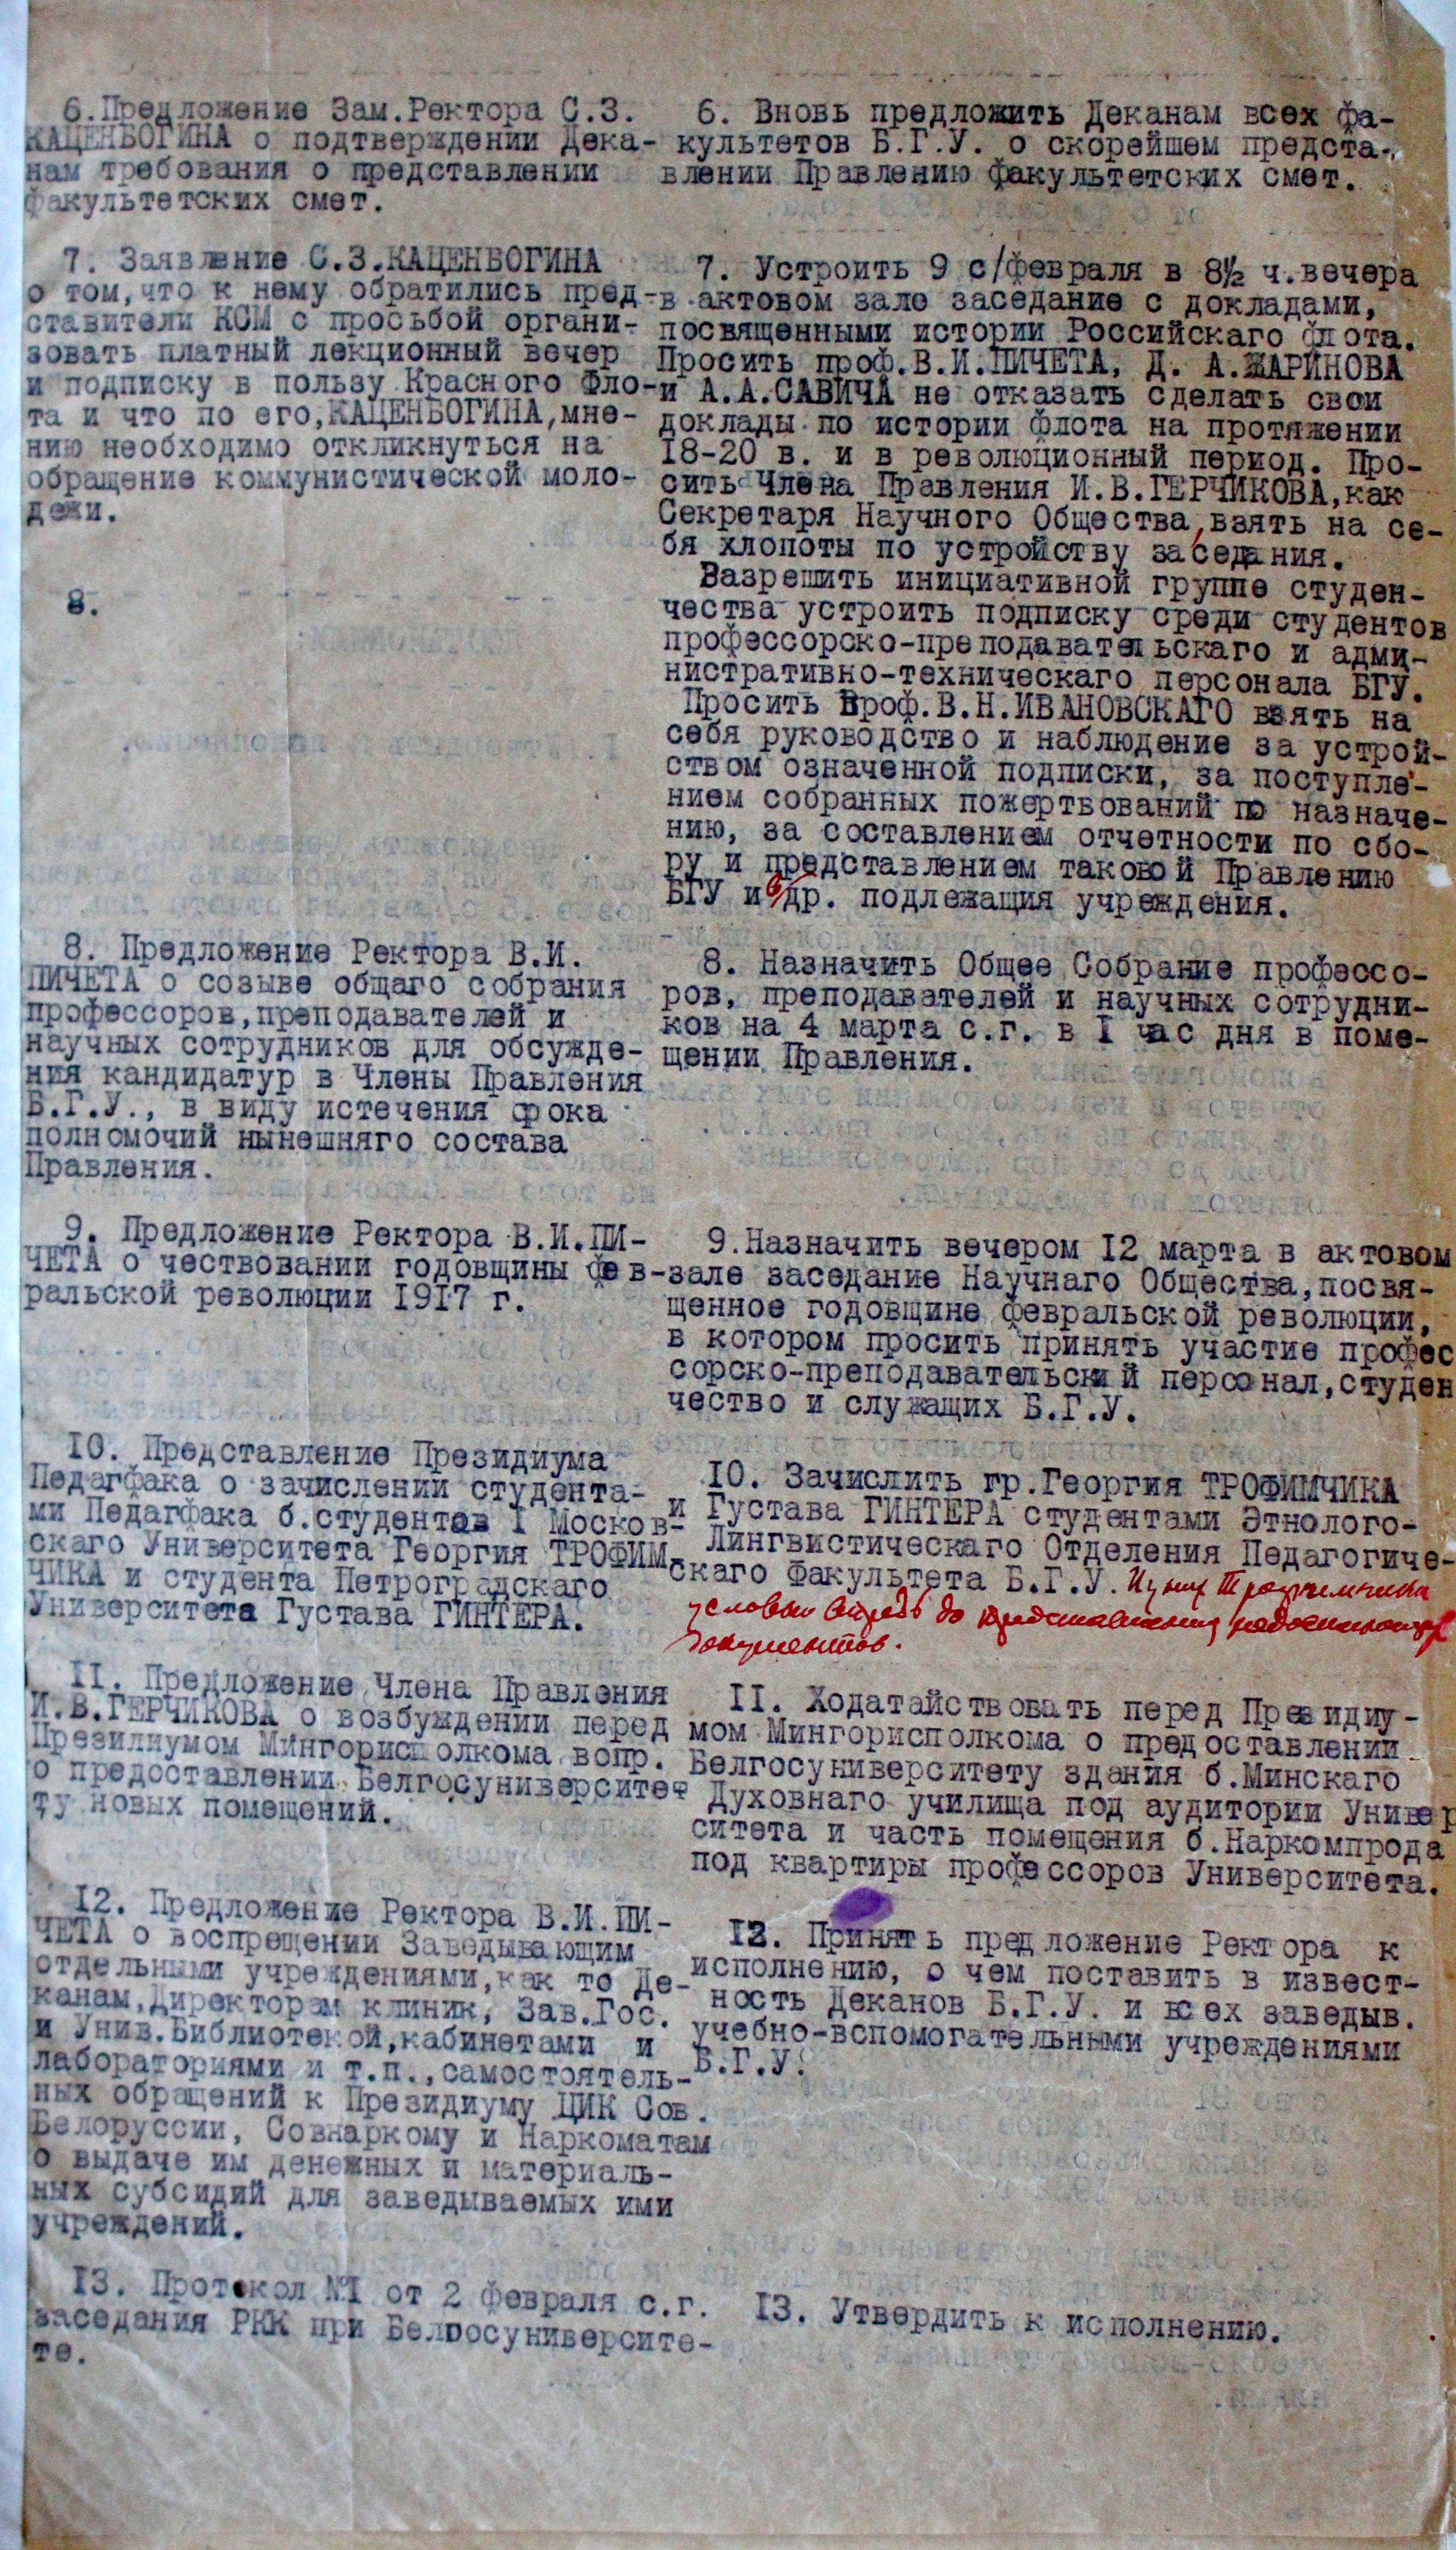 6.Предложение Зам.Ректора С.З.
КАЦЕНБОГИНА о подтверждении Дека-
нам требования о представлении
факультетских смет.
6. Вновь предложить Деканам всех фа-
культетов Б.Г.У. о скорейшем предста-
влении Правлению факультетских смет.
7. Заявление С.З.КАЦЕНБОГИНА
о том,что к нему обратились пред-
ставители КСМ с просьбой органи-
зовать платный лекционный вечер
и подписку в пользу Красного Фло-
та и что по его,КАЦЕНБОГИНА,мне-
нию необходимо откликнуться на
обращение коммунистической моло-
дежи.
8.
7. Устроить 9 с/февраля в 8½ ч.вечера
в актовом зале заседание с докладами,
посвященными истории Российскаго флота.
Просить проф.В.И.ПИЧЕТА, Д. А.ЖАРИНОВА
и А.А.САВИЧА не отказать сделать свои
доклады по истории флота на протяжении
18-20 в. и в революционный период. Про-
сить Члена Правления И.В.ГЕРЧИКОВА,как
Секретаря Научного Общества,взять на се-
бя хлопоты по устройству заседания.
Разрешить инициативной группе студен-
чества устроить подписку среди студентов
профессорско-преподавательскаго и адми-
нистративно-техническаго персонала БГУ.
Просить Проф.В.Н.ИВАНОВСКАГО взять на
себя руководство и наблюдение за устрой-
ством означенной подписки, за поступле-
нием собранных пожертвований по назначе-
нию, за составлением отчетности по сбо-
ру и представлением таковой Правлению
БГУ и в др. подлежащия учреждения.
8. Предложение Ректора В.И.
ПИЧЕТА о созыве общаго собрания
профессоров,преподавателей и
научных сотрудников для обсужде-
ния кандидатур в Члены Правления
Б.Г.У., в виду истечения срока
полномочий нынешняго состава
Правления.
8. Назначить Общее Собрание профессо-
ров, преподавателей и научных сотрудни-
ков на 4 марта с.г. в I час дня в поме-
щении Правления.
9. Предложение Ректора В.И.ПИ-
ЧЕТА о чествовании годовщины фев-
ральской революции I9I7 г.
9.Назначить вечером I2 марта в актовом
зале заседание Научнаго Общества,посвя-
щенное годовщине февральской революции,
в котором просить принять участие профес
сорско-преподавательский персонал,студен
чество и служащих Б.Г.У.
I0. Представление Президиума
Педагфака о зачислении студента-
ми Педагфака б.студентов I Москов-
скаго Университета Георгия ТРОФИМ-
ЧИКА и студента Петроградскаго
Университета Густава ГИНТЕРА.
I0. Зачислить гр.Георгия ТРОФИМЧИКА
и Густава ГИНТЕРА студентами Этнолого-
Лингвистическаго Отделения Педагогиче-
скаго Факультета Б.Г.У. Из них Трофимчика
условно впредь до представления недостающих
документов.
II. Предложение Члена Правления
И.В.ГЕРЧИКОВА о возбуждении перед
Президиумом Мингорисполкома вопр.
о предоставлении Белгосуниверсите-
ту новых помещений.
II. Ходатайствовать перед Президиу-
мом Мингорисполкома о предоставлении
Белгосуниверситету здания б.Минскаго
Духовнаго училища под аудитории Универ
ситета и часть помещения б.Наркомпрода
под квартиры профессоров Университета.
I2. Предложение Ректора В.И.ПИ-
ЧЕТА о воспрещении Заведывающим
отдельными учреждениями,как то Де-
канам,Директорам клиник, Зав.Гос.
и Унив.Библиотекой,кабинетами и
лабораториями и т.п.,самостоятель-
ных обращений к Президиуму ЦИК Сов.
Белоруссии, Совнаркому и Наркоматам
о выдаче им денежных и материаль-
ных субсидий для заведываемых ими
учреждений.
I2. Принять предложение Ректора к
исполнению, о чем поставить в извест-
ность Деканов Б.Г.У. и всех заведыв.
учебно-вспомогательными учреждениями
Б.Г.У.
I3. Протокол №I от 2 февраля с.г.
заседания РКК при Белгосуниверсите-
те.
I3. Утвердить к исполнению.